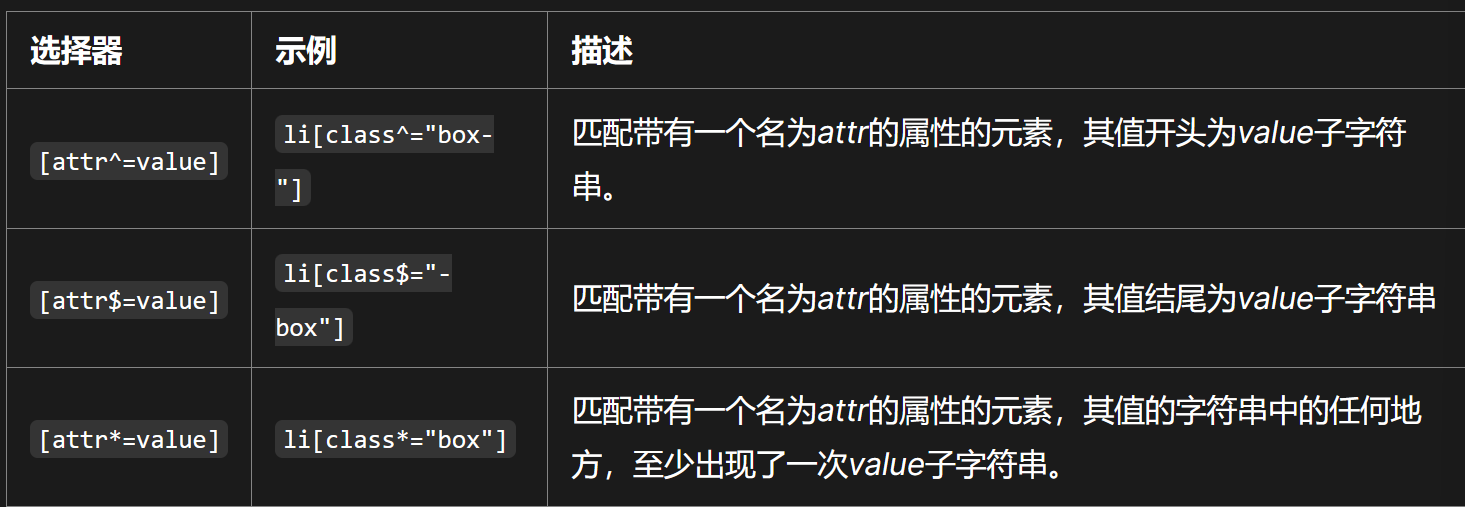 选择器 示例 描述
[attr^=value] li[class^="box-
"] 匹配带有一个名为attr的属性的元素，其值开头为value子字符
串。
[attr$=value] li[class$="-
box"] 匹配带有一个名为attr的属性的元素，其值结尾为value子字符串
[attr*=value] li[class*="box"] 匹配带有一个名为attr的属性的元素，其值的字符串中的任何地
方，至少出现了一次value子字符串。